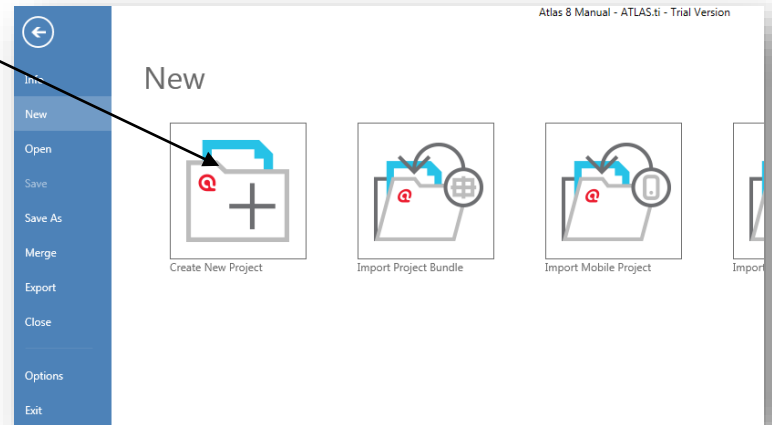 Atlas 8 Manual - ATLAS.ti - Trial Version
Info
New
Open
Save
Save As
Merge
Export
Close
Options
Exit
New
Create New Project
Import Project Bundle
Import Mobile Project
Import